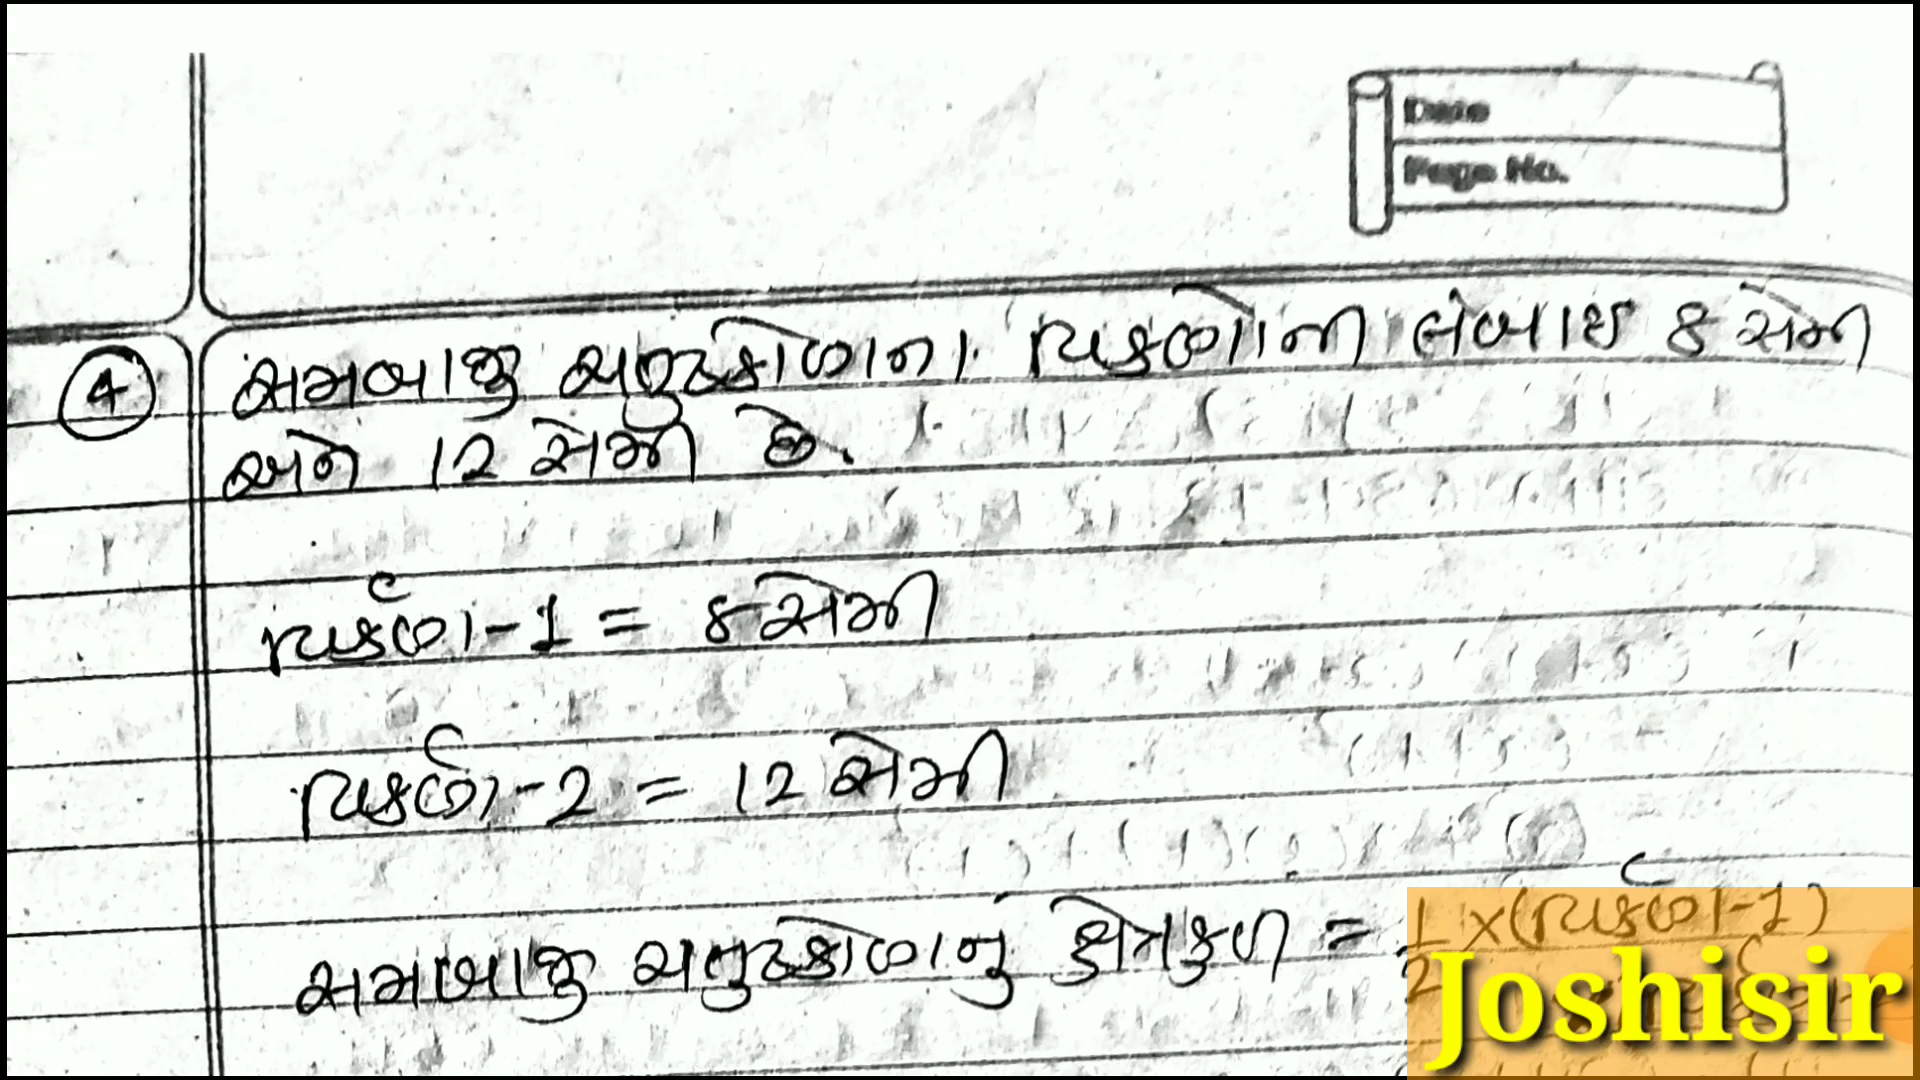 Date
Page No.
④ સમબાજુ ચતુષ્કોણના વિકર્ણોની લંબાઇ 8 સેમી
અને 12 સેમી છે.
વિકર્ણ-1 = 8 સેમી
વિકર્ણ-2 = 12 સેમી
સમબાજુ ચતુષ્કોણનું ક્ષેત્રફળ = 1/2 × (વિકર્ણ-1)
Joshisir